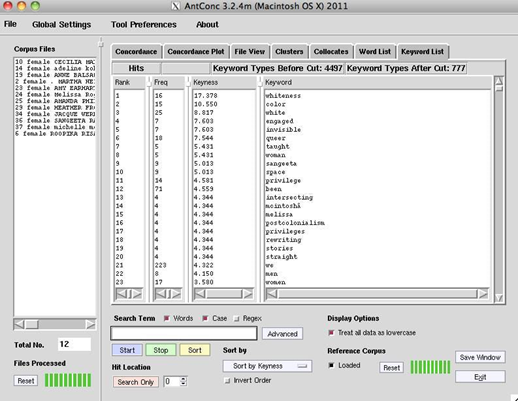 AntConc 3.2.4m (Macintosh OS X) 2011
File Global Settings Tool Preferences About
Corpus Files
10 female CECILIA MA
14 female adeline kol
19 female ANNE BALSA
2 female . MARTHA NE
23 female AMY EARHAR
24 female Melissa Ro
25 female AMANDA PHI
29 female HEATHER FR
34 female JACQUE WER
36 female SANGEETA RA
37 female michelle m
6 female ROOPIKA RISA
Total No. 12
Files Processed
Reset
Concordance Concordance Plot File View Clusters Collocates Word List Keyword List
Hits Keyword Types Before Cut: 4497 Keyword Types After Cut: 777
Rank Freq Keyness Keyword
1 16 17.378 whiteness
2 15 10.550 color
3 25 8.817 white
4 7 7.603 engaged
5 7 7.603 invisible
6 18 7.544 queer
7 5 5.431 taught
8 5 5.431 woman
9 9 5.013 sangeeta
10 9 5.013 space
11 14 4.581 privilege
12 71 4.559 been
13 4 4.344 intersecting
14 4 4.344 mcintoshâ
15 4 4.344 melissa
16 4 4.344 postcolonialism
17 4 4.344 privileges
18 4 4.344 rewriting
19 4 4.344 stories
20 4 4.344 straight
21 223 4.322 we
22 8 4.150 men
23 17 3.580 women
Search Term Words Case Regex
Advanced
Start Stop Sort
Hit Location
Search Only 0
Sort by
Sort by Keyness
Invert Order
Display Options
Treat all data as lowercase
Reference Corpus
Loaded Reset
Save Window
Exit